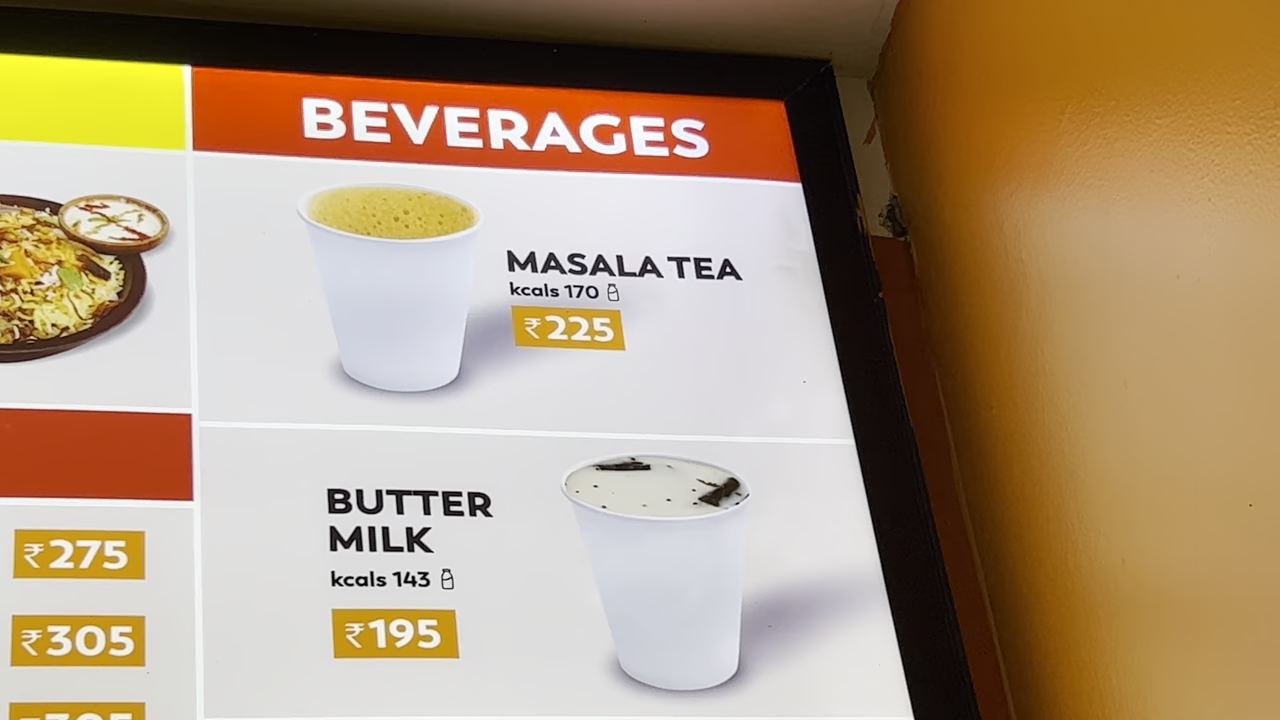 BEVERAGES
MASALA TEA
kcals 170
₹225
BUTTER
MILK
kcals 143
₹195
₹275
₹305